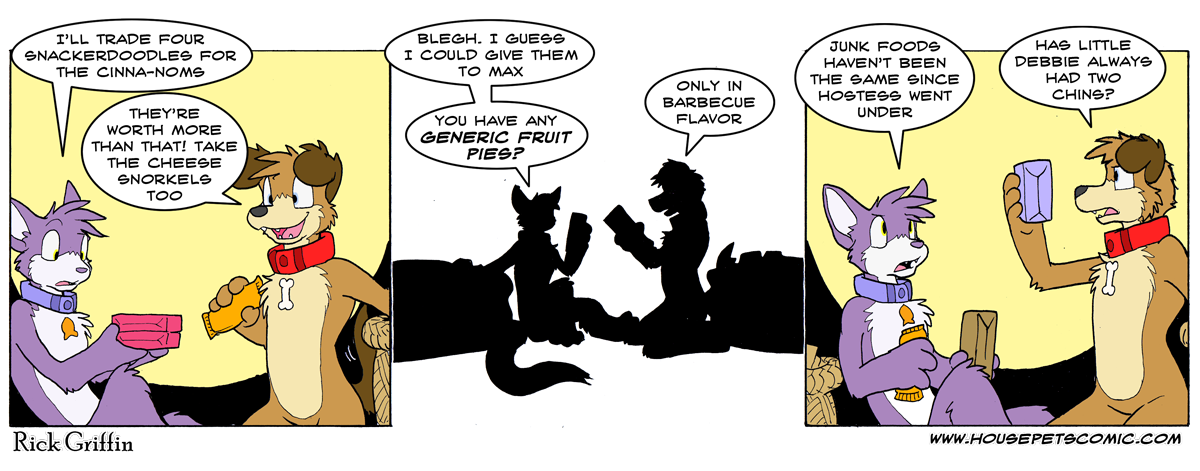 I'LL TRADE FOUR
SNACKERDOODLES FOR
THE CINNA-NOMS
THEY'RE
WORTH MORE
THAN THAT! TAKE
THE CHEESE
SNORKELS
TOO
BLEGH. I GUESS
I COULD GIVE THEM
TO MAX
YOU HAVE ANY
GENERIC FRUIT
PIES?
ONLY IN
BARBECUE
FLAVOR
JUNK FOODS
HAVEN'T BEEN
THE SAME SINCE
HOSTESS WENT
UNDER
HAS LITTLE
DEBBIE ALWAYS
HAD TWO
CHINS?
Rick Griffin
WWW.HOUSEPETSCOMIC.COM